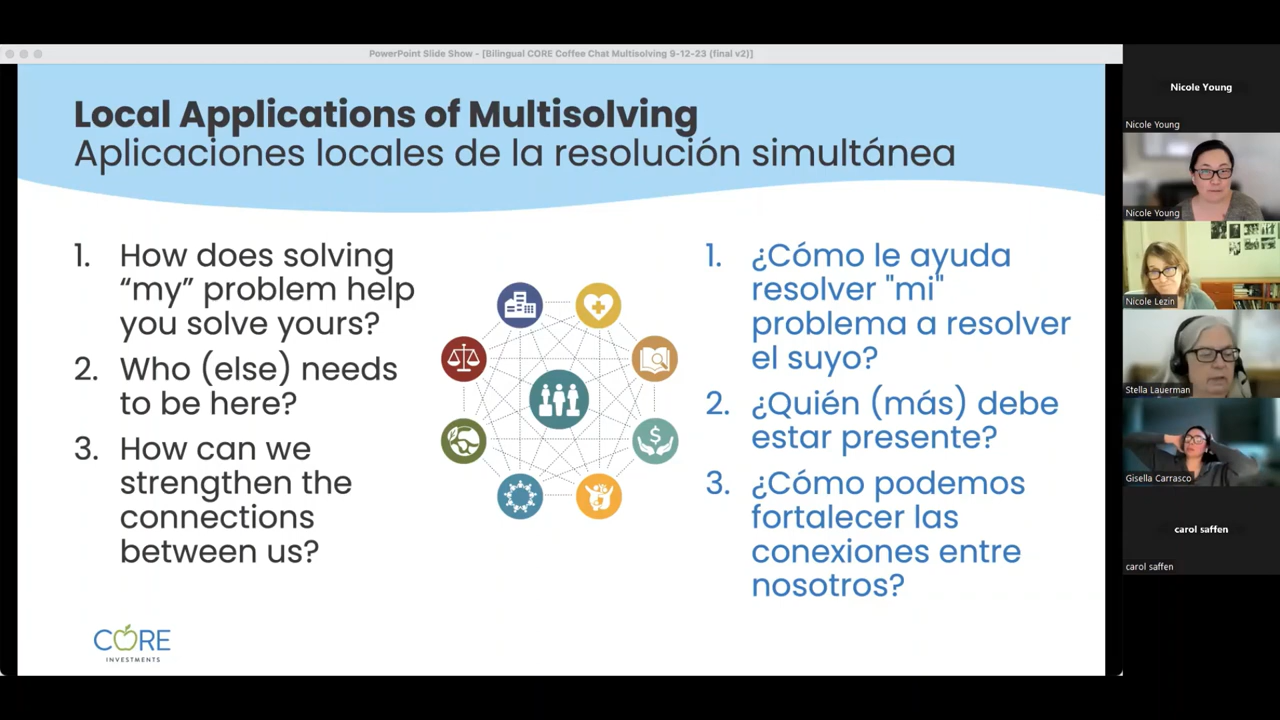 PowerPoint Slide Show - [Bilingual CORE Coffee Chat Multisolving 9-12-23 (final v2)]
Local Applications of Multisolving
Aplicaciones locales de la resolución simultánea
1. How does solving
“my” problem help
you solve yours?
2. Who (else) needs
to be here?
3. How can we
strengthen the
connections
between us?
$
1. ¿Cómo le ayuda
resolver "mi"
problema a resolver
el suyo?
2. ¿Quién (más) debe
estar presente?
3. ¿Cómo podemos
fortalecer las
conexiones entre
nosotros?
CORE
INVESTMENTS
Nicole Young
Nicole Young
Nicole Young
Nicole Lezin
Stella Lauerman
Gisella Carrasco
carol saffen
carol saffen